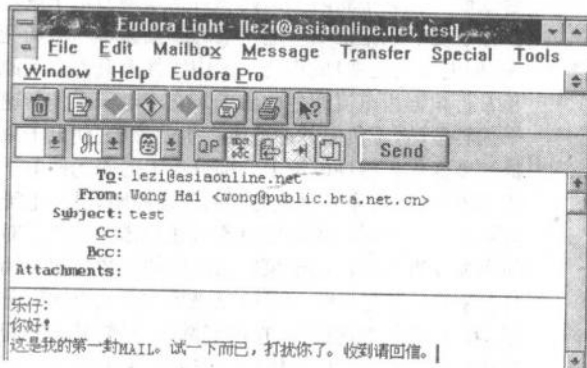 Eudora Light - [lezi@asiaonline.net, test]
File Edit Mailbox Message Transfer Special Tools
Window Help Eudora Pro
QP Send
To: lezi@asiaonline.net
From: Wong Hai <wong@public.bta.net.cn>
Subject: test
Cc:
Bcc:
Attachments:
乐仔:
你好!
这是我的第一封MAIL。试一下而已，打扰你了。收到请回信。